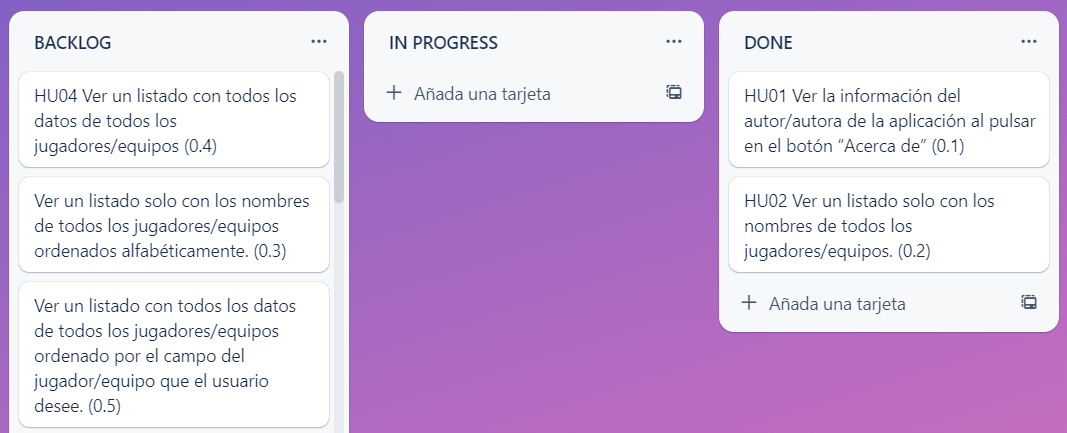 BACKLOG
HU04 Ver un listado con todos los
datos de todos los
jugadores/equipos (0.4)
Ver un listado solo con los nombres
de todos los jugadores/equipos
ordenados alfabéticamente. (0.3)
Ver un listado con todos los datos
de todos los jugadores/equipos
ordenado por el campo del
jugador/equipo que el usuario
desee. (0.5)
IN PROGRESS
Añada una tarjeta
DONE
HU01 Ver la información del
autor/autora de la aplicación al pulsar
en el botón “Acerca de” (0.1)
HU02 Ver un listado solo con los
nombres de todos los
jugadores/equipos. (0.2)
Añada una tarjeta